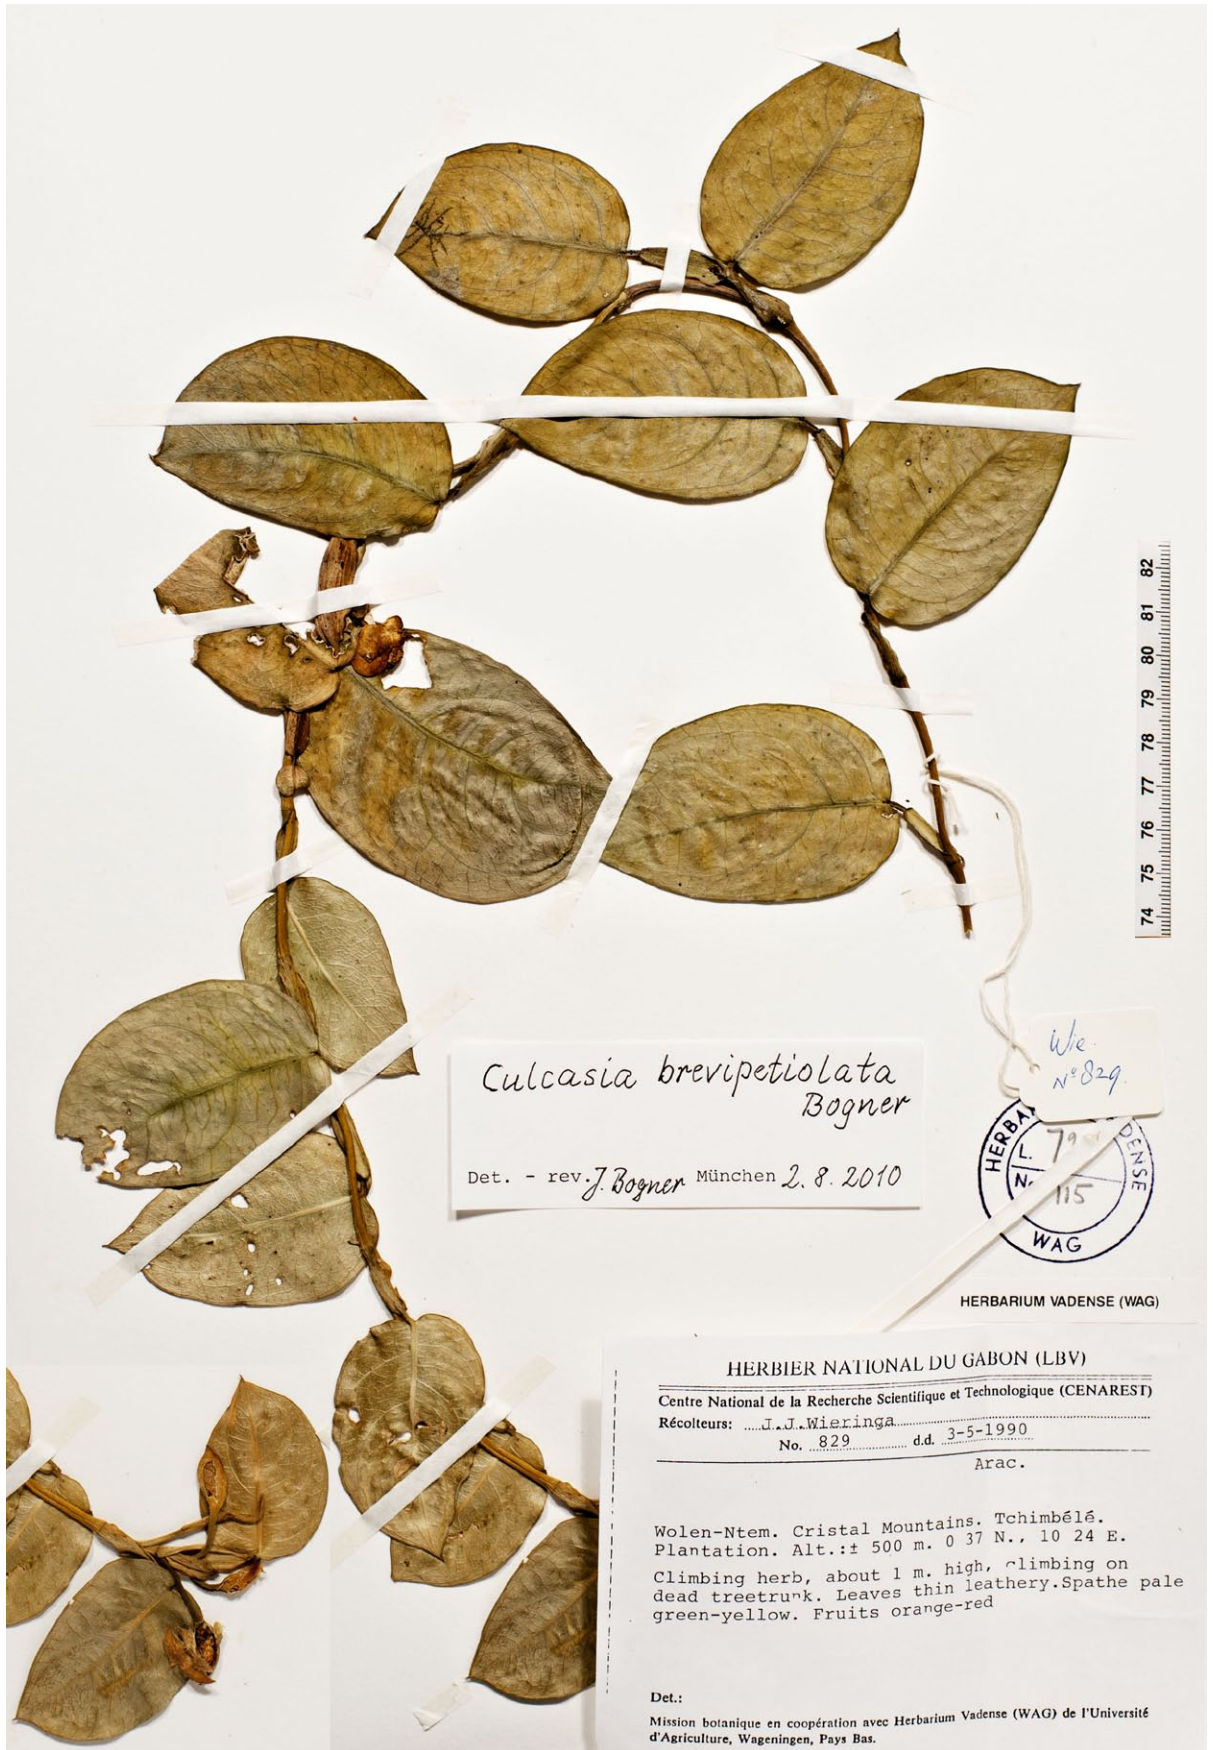 82
81
80
79
78
77
76
75
74
Wie.
Nº 829.
Culcasia brevipetiolata
Bogner
Det. - rev. J. Bogner München 2. 8. 2010
HERBA DENSE
L. 79
N. 115
WAG
HERBARIUM VADENSE (WAG)
HERBIER NATIONAL DU GABON (LBV)
Centre National de la Recherche Scientifique et Technologique (CENAREST)
Récolteurs: J.J.Wieringa
No. 829 d.d. 3-5-1990
Arac.
Wolen-Ntem. Cristal Mountains. Tchimbélé.
Plantation. Alt.:± 500 m. 0 37 N., 10 24 E.
Climbing herb, about 1 m. high, climbing on
dead treetrunk. Leaves thin leathery.Spathe pale
green-yellow. Fruits orange-red
Det.:
Mission botanique en coopération avec Herbarium Vadense (WAG) de l'Université
d'Agriculture, Wageningen, Pays Bas.